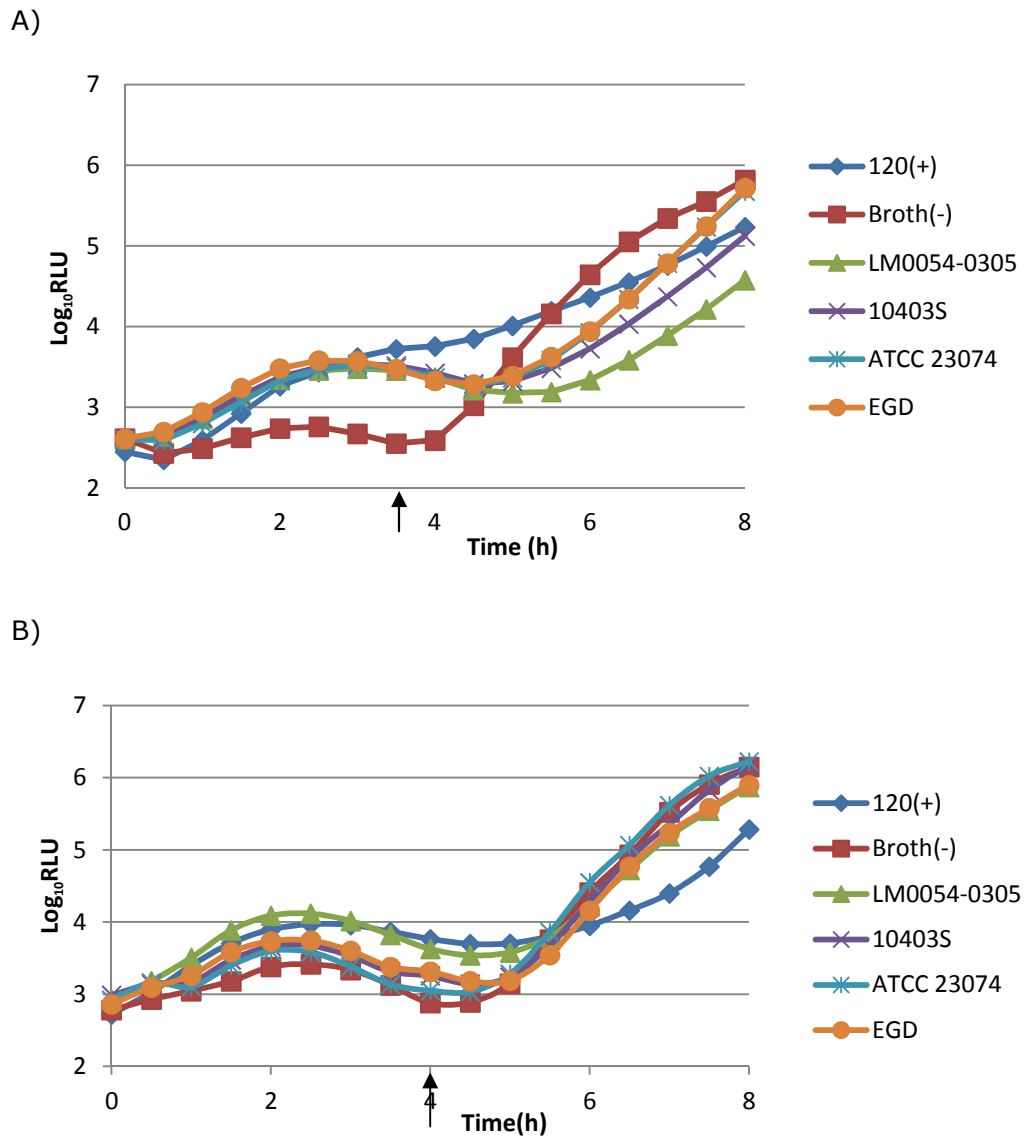 A)
7
6
5
4
3
2
Log₁₀RLU
0 2 4 6 8
Time (h)
120(+)
Broth(-)
LM0054-0305
10403S
ATCC 23074
EGD
B)
7
6
5
4
3
2
Log₁₀RLU
0 2 4 6 8
Time(h)
120(+)
Broth(-)
LM0054-0305
10403S
ATCC 23074
EGD